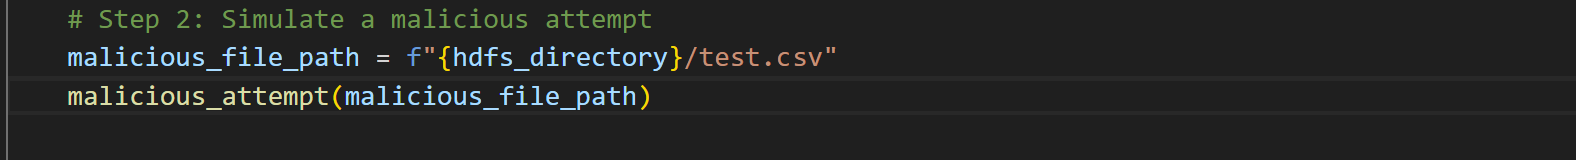 # Step 2: Simulate a malicious attempt
malicious_file_path = f"{hdfs_directory}/test.csv"
malicious_attempt(malicious_file_path)